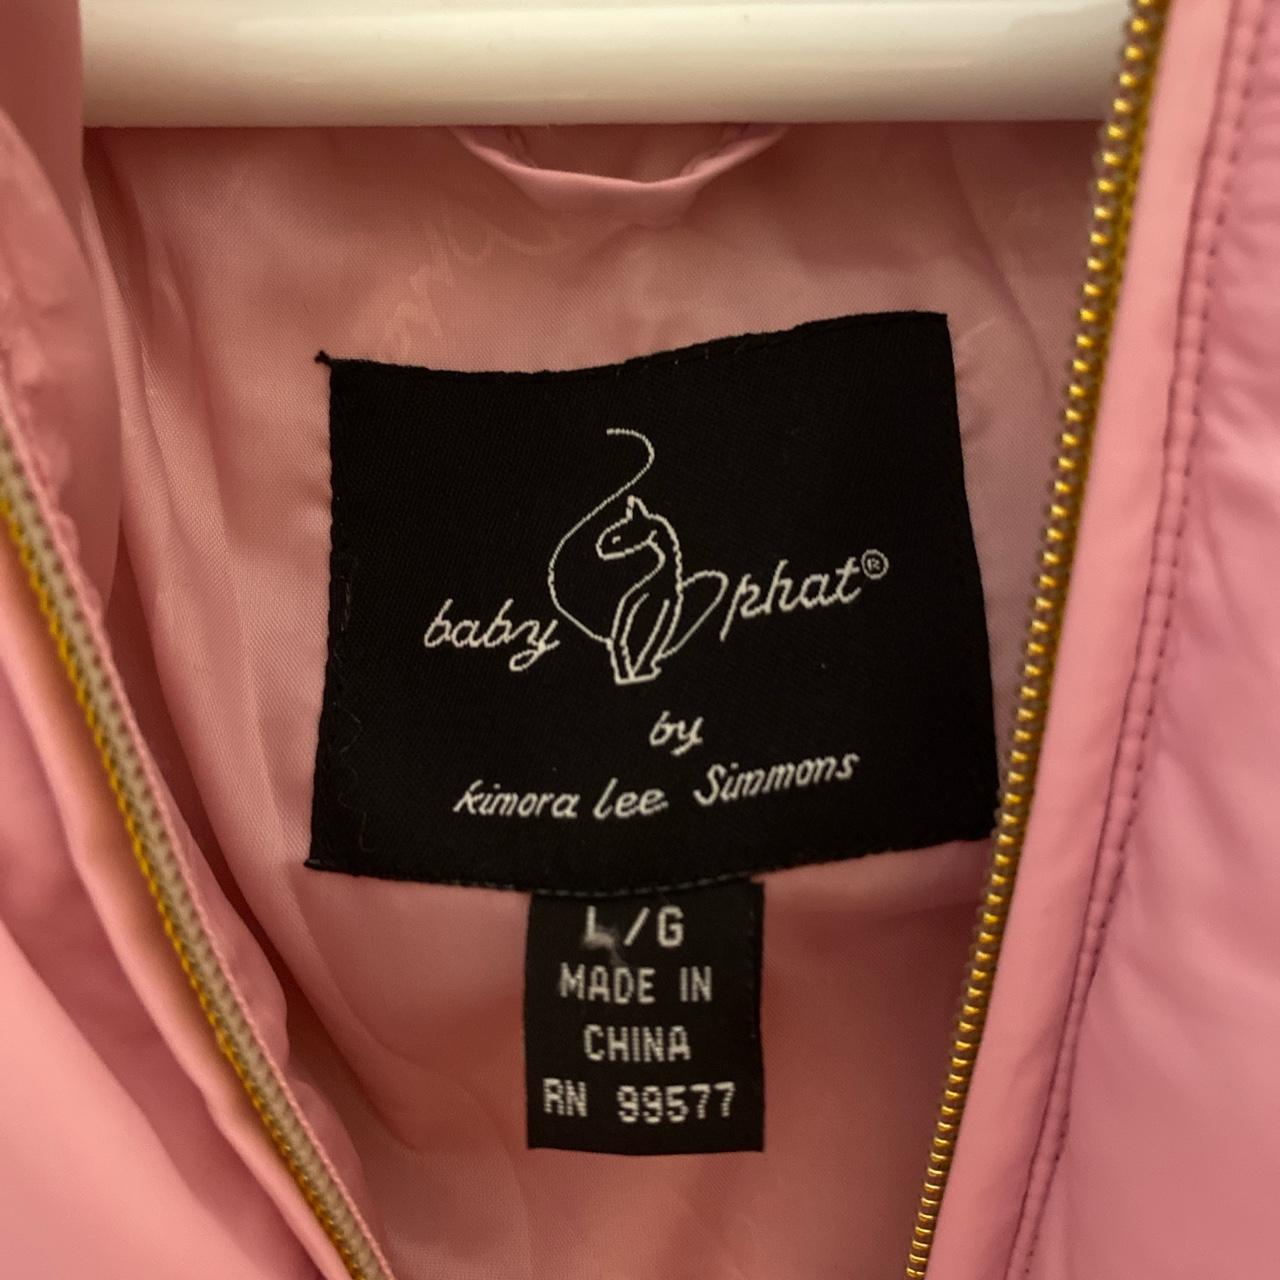 baby phat®
by
kimora lee Simmons
L/G
MADE IN
CHINA
RN 99577